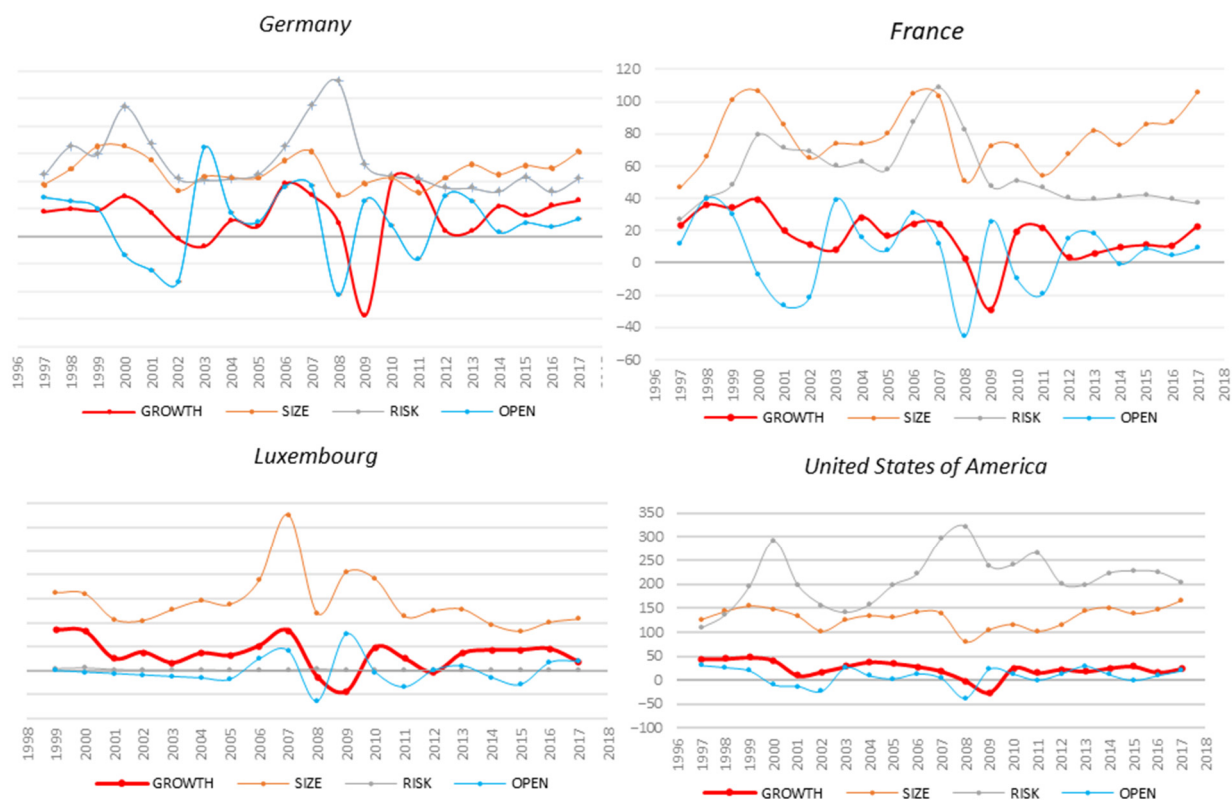 Germany
1996 1997 1998 1999 2000 2001 2002 2003 2004 2005 2006 2007 2008 2009 2010 2011 2012 2013 2014 2015 2016 2017
GROWTH SIZE RISK OPEN
France
120
100
80
60
40
20
0
−20
−40
−60
1996 1997 1998 1999 2000 2001 2002 2003 2004 2005 2006 2007 2008 2009 2010 2011 2012 2013 2014 2015 2016 2017 2018
GROWTH SIZE RISK OPEN
Luxembourg
1998 1999 2000 2001 2002 2003 2004 2005 2006 2007 2008 2009 2010 2011 2012 2013 2014 2015 2016 2017 2018
GROWTH SIZE RISK OPEN
United States of America
350
300
250
200
150
100
50
0
−50
−100
1996 1997 1998 1999 2000 2001 2002 2003 2004 2005 2006 2007 2008 2009 2010 2011 2012 2013 2014 2015 2016 2017 2018
GROWTH SIZE RISK OPEN